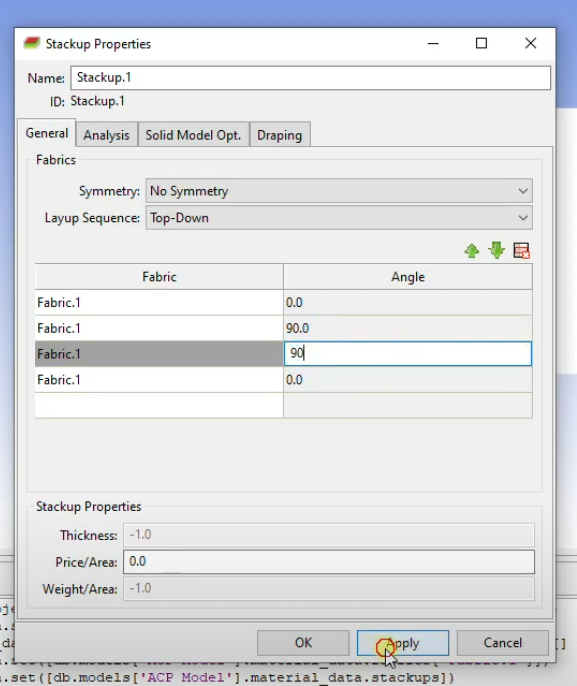 Stackup Properties
Name: Stackup.1
ID: Stackup.1
General Analysis Solid Model Opt. Draping
Fabrics
Symmetry: No Symmetry
Layup Sequence: Top-Down
Fabric Angle
Fabric.1 0.0
Fabric.1 90.0
Fabric.1 90
Fabric.1 0.0
Stackup Properties
Thickness: -1.0
Price/Area: 0.0
Weight/Area: -1.0
OK Apply Cancel
.set([db.models['ACP Model'].material_data.stackups])